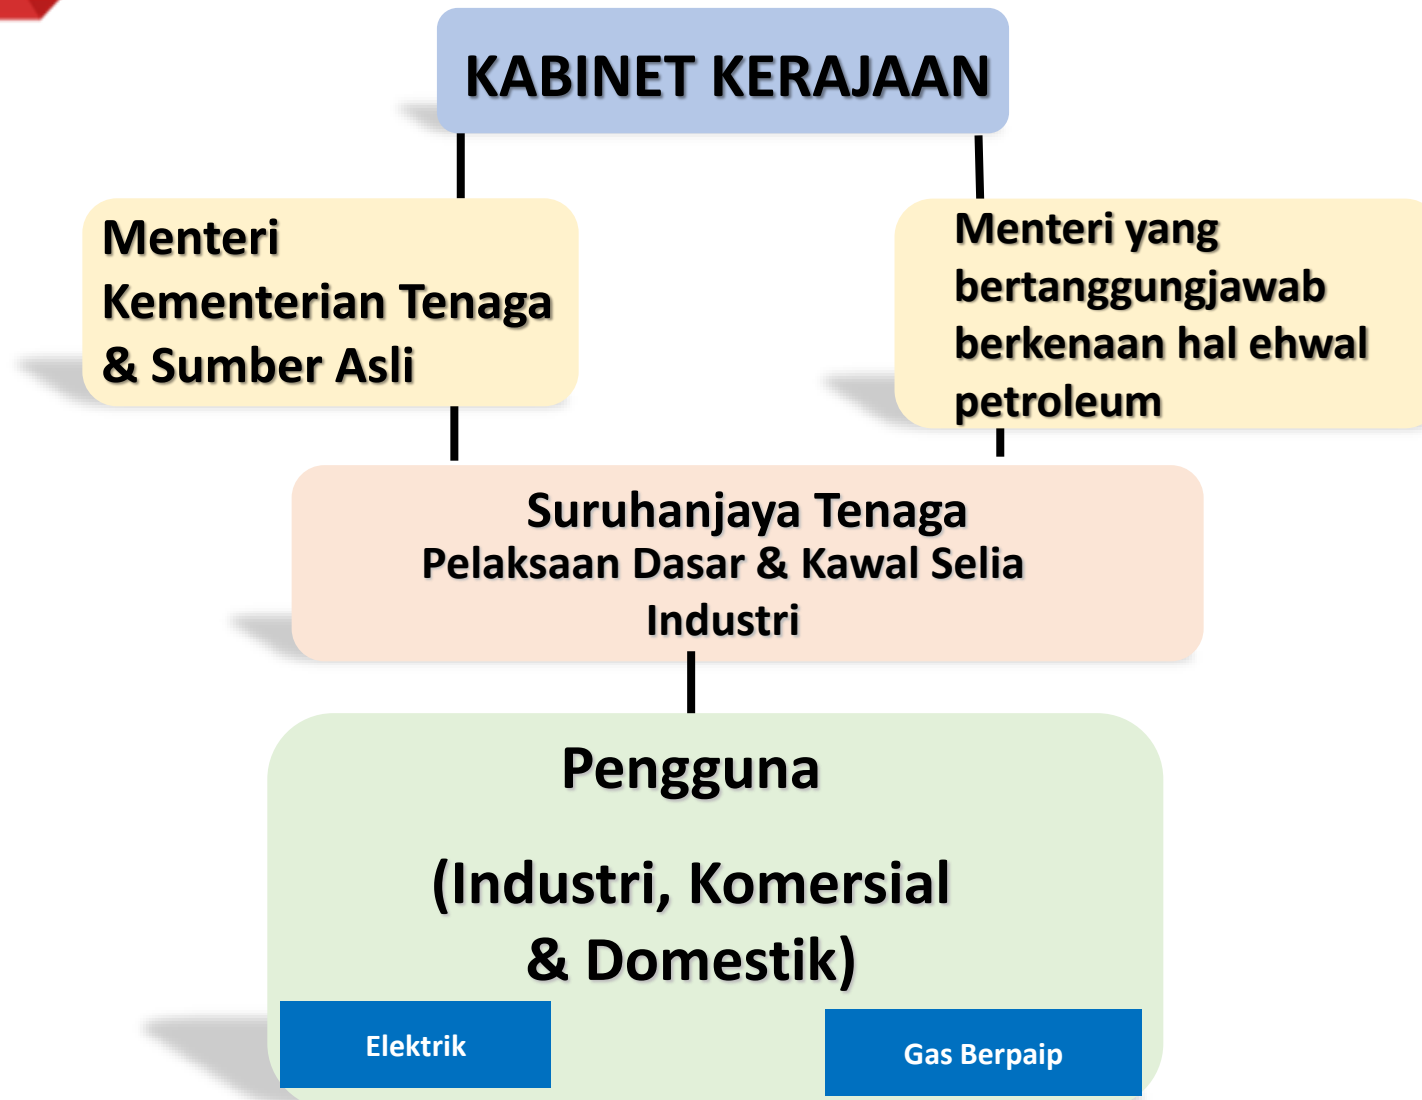 KABINET KERAJAAN
Menteri
Kementerian Tenaga
& Sumber Asli
Menteri yang
bertanggungjawab
berkenaan hal ehwal
petroleum
Suruhanjaya Tenaga
Pelaksaan Dasar & Kawal Selia
Industri
Pengguna
(Industri, Komersial
& Domestik)
Elektrik
Gas Berpaip